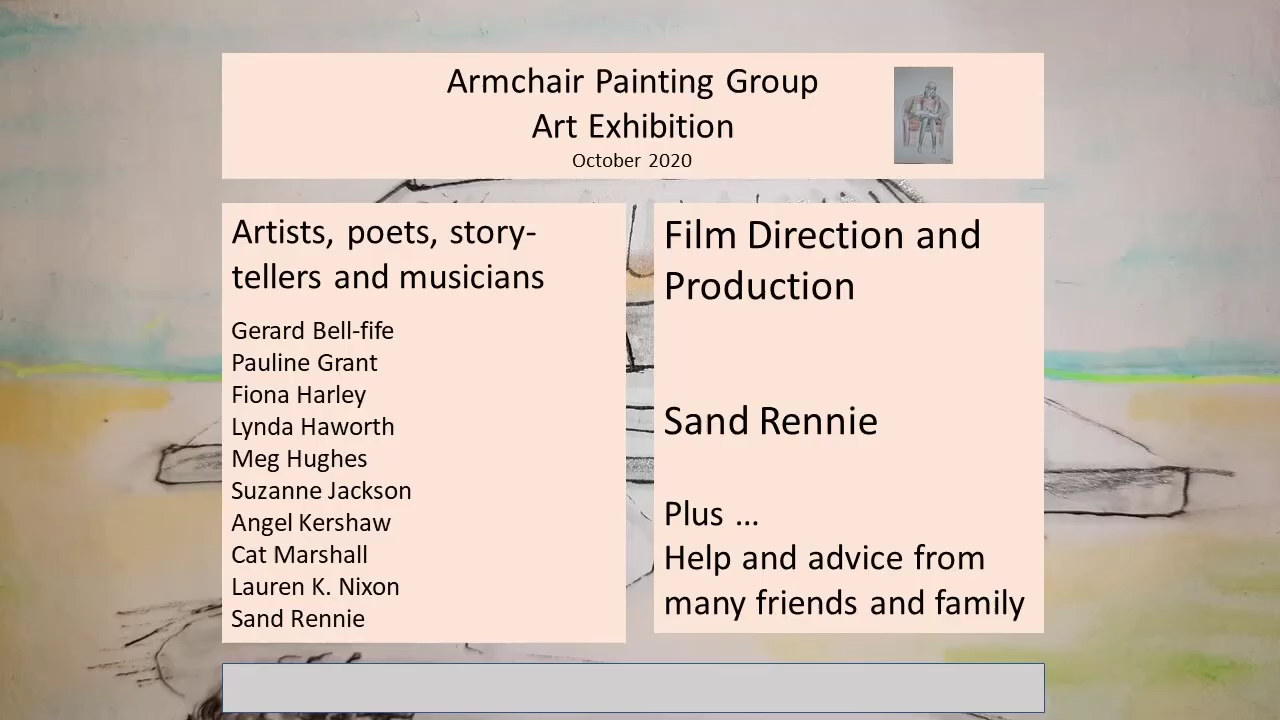 Armchair Painting Group
Art Exhibition
October 2020
Artists, poets, story-
tellers and musicians
Gerard Bell-fife
Pauline Grant
Fiona Harley
Lynda Haworth
Meg Hughes
Suzanne Jackson
Angel Kershaw
Cat Marshall
Lauren K. Nixon
Sand Rennie
Film Direction and
Production
Sand Rennie
Plus ...
Help and advice from
many friends and family